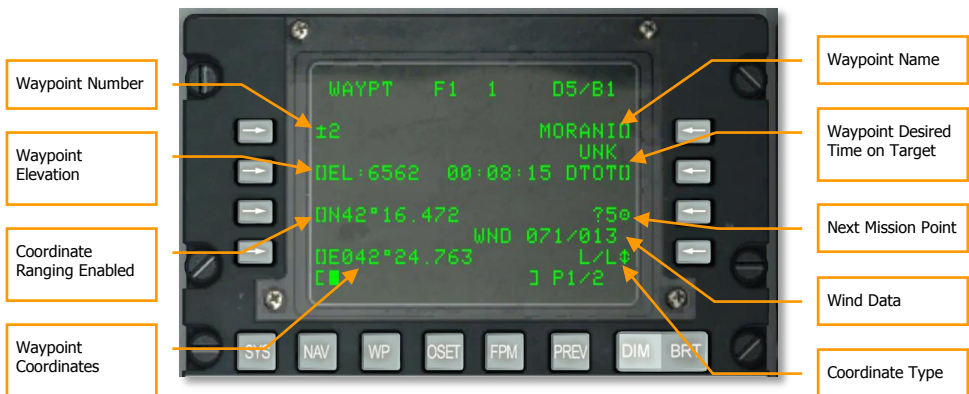 Waypoint Number
Waypoint
Elevation
Coordinate
Ranging Enabled
Waypoint
Coordinates
WAYPT F1 1 D5/B1
±2 MORANI[]
UNK
[]EL:6562 00:08:15 DTOT[]
[]N42°16.472 ?5⊙
WND 071/013
[]E042°24.763 L/L↕
[█ ] P1/2
SYS NAV WP OSET FPM PREV DIM BRT
Waypoint Name
Waypoint Desired
Time on Target
Next Mission Point
Wind Data
Coordinate Type